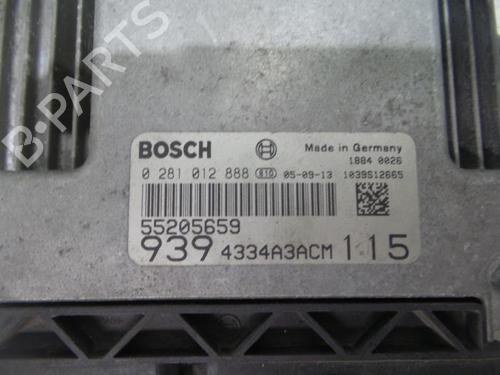 B-PARTS
BOSCH
Made in Germany
1884 0026
0 281 012 888 610 05-09-13 1039S12665
55205659
939 4334A3ACM 115